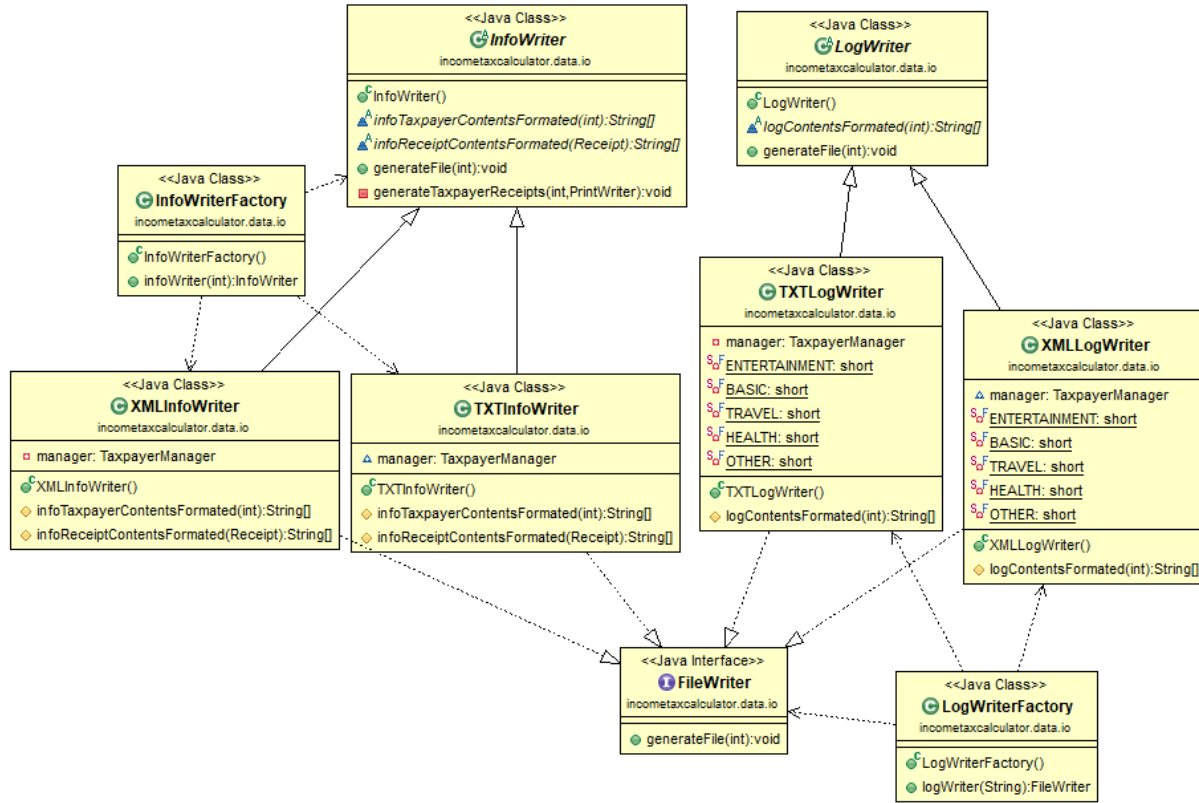 <<Java Class>>
InfoWriter
incometaxcalculator.data.io
InfoWriter()
infoTaxpayerContentsFormated(int):String[]
infoReceiptContentsFormated(Receipt):String[]
generateFile(int):void
generateTaxpayerReceipts(int,PrintWriter):void
<<Java Class>>
LogWriter
incometaxcalculator.data.io
LogWriter()
logContentsFormated(int):String[]
generateFile(int):void
<<Java Class>>
InfoWriterFactory
incometaxcalculator.data.io
InfoWriterFactory()
infoWriter(int):InfoWriter
<<Java Class>>
TXTLogWriter
incometaxcalculator.data.io
manager: TaxpayerManager
ENTERTAINMENT: short
BASIC: short
TRAVEL: short
HEALTH: short
OTHER: short
TXTLogWriter()
logContentsFormated(int):String[]
<<Java Class>>
XMLLogWriter
incometaxcalculator.data.io
manager: TaxpayerManager
ENTERTAINMENT: short
BASIC: short
TRAVEL: short
HEALTH: short
OTHER: short
XMLLogWriter()
logContentsFormated(int):String[]
<<Java Class>>
XMLInfoWriter
incometaxcalculator.data.io
manager: TaxpayerManager
XMLInfoWriter()
infoTaxpayerContentsFormated(int):String[]
infoReceiptContentsFormated(Receipt):String[]
<<Java Class>>
TXTInfoWriter
incometaxcalculator.data.io
manager: TaxpayerManager
TXTInfoWriter()
infoTaxpayerContentsFormated(int):String[]
infoReceiptContentsFormated(Receipt):String[]
<<Java Interface>>
FileWriter
incometaxcalculator.data.io
generateFile(int):void
<<Java Class>>
LogWriterFactory
incometaxcalculator.data.io
LogWriterFactory()
logWriter(String):FileWriter